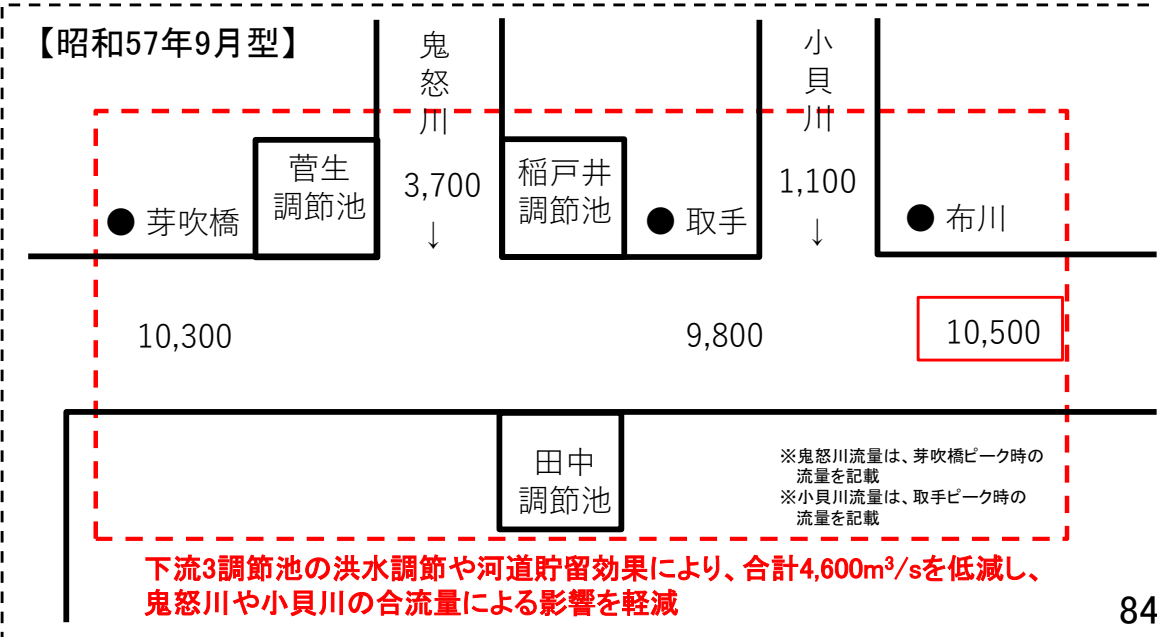 【昭和57年9月型】
鬼怒川
3,700
↓
小貝川
1,100
↓
菅生
調節池
稲戸井
調節池
● 芽吹橋
● 取手
● 布川
10,300
9,800
10,500
田中
調節池
※鬼怒川流量は、芽吹橋ピーク時の
流量を記載
※小貝川流量は、取手ピーク時の
流量を記載
下流3調節池の洪水調節や河道貯留効果により、合計4,600m³/sを低減し、
鬼怒川や小貝川の合流量による影響を軽減
84